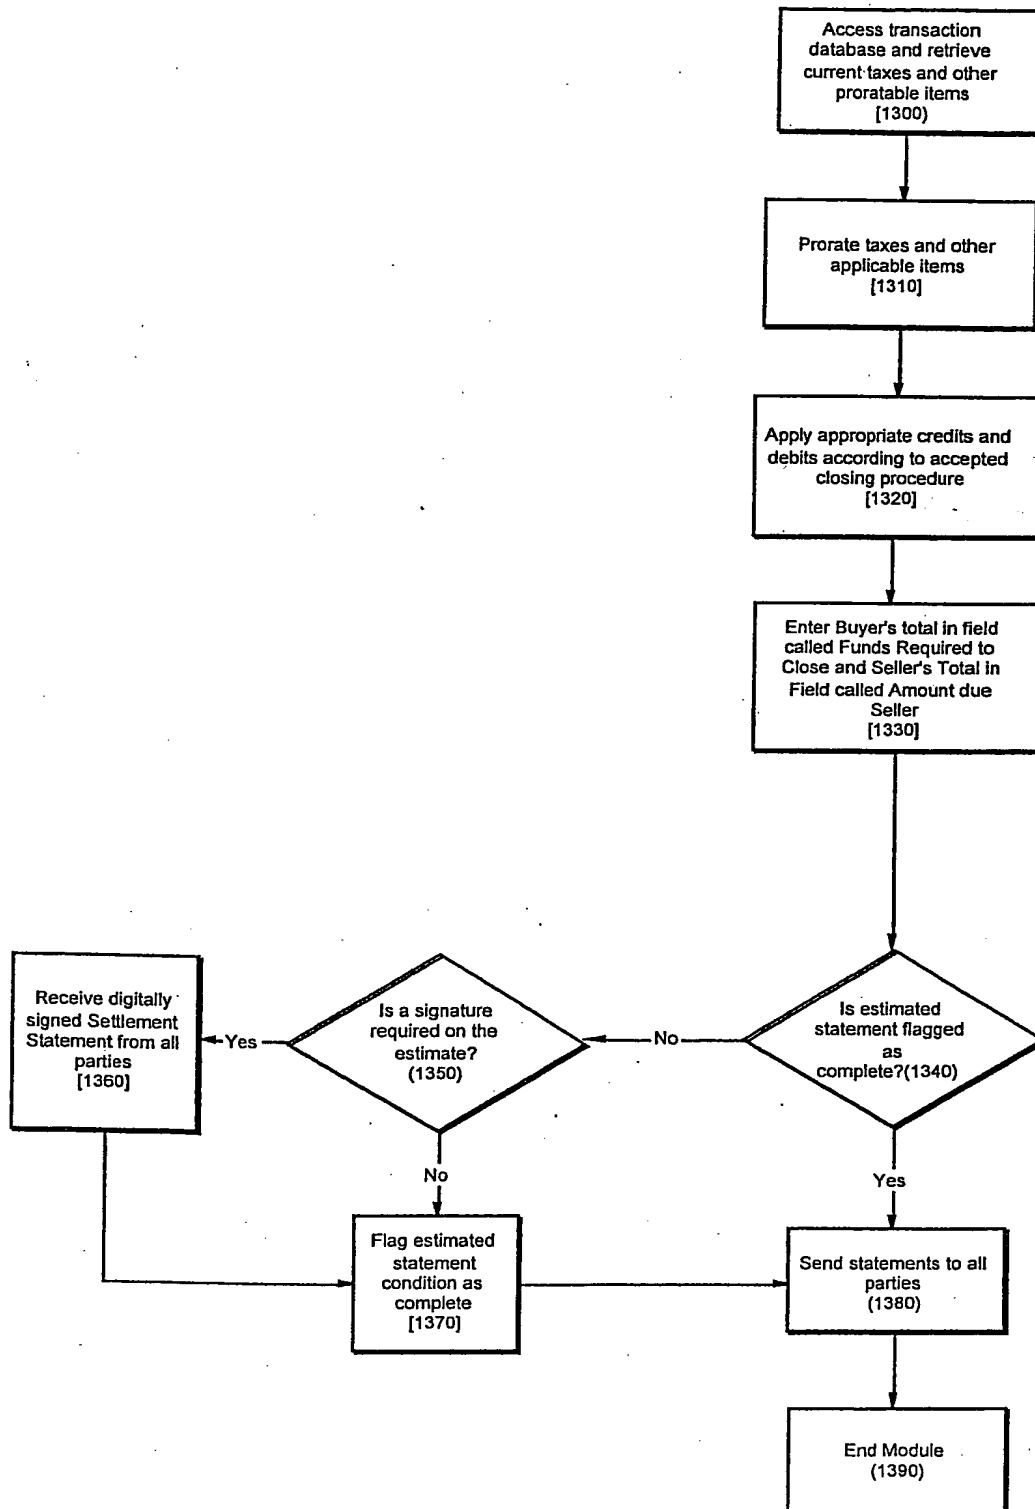 Access transaction
database and retrieve
current taxes and other
proratable items
[1300)
Prorate taxes and other
applicable items
[1310]
Apply appropriate credits and
debits according to accepted
closing procedure
[1320]
Enter Buyer's total in field
called Funds Required to
Close and Seller's Total in
Field called Amount due
Seller
[1330]
Is estimated
statement flagged
as
complete?(1340)
No
Is a signature
required on the
estimate?
(1350)
Yes
Receive digitally
signed Settlement
Statement from all
parties
[1360]
No
Yes
Flag estimated
statement
condition as
complete
[1370]
Send statements to all
parties
(1380)
End Module
(1390)